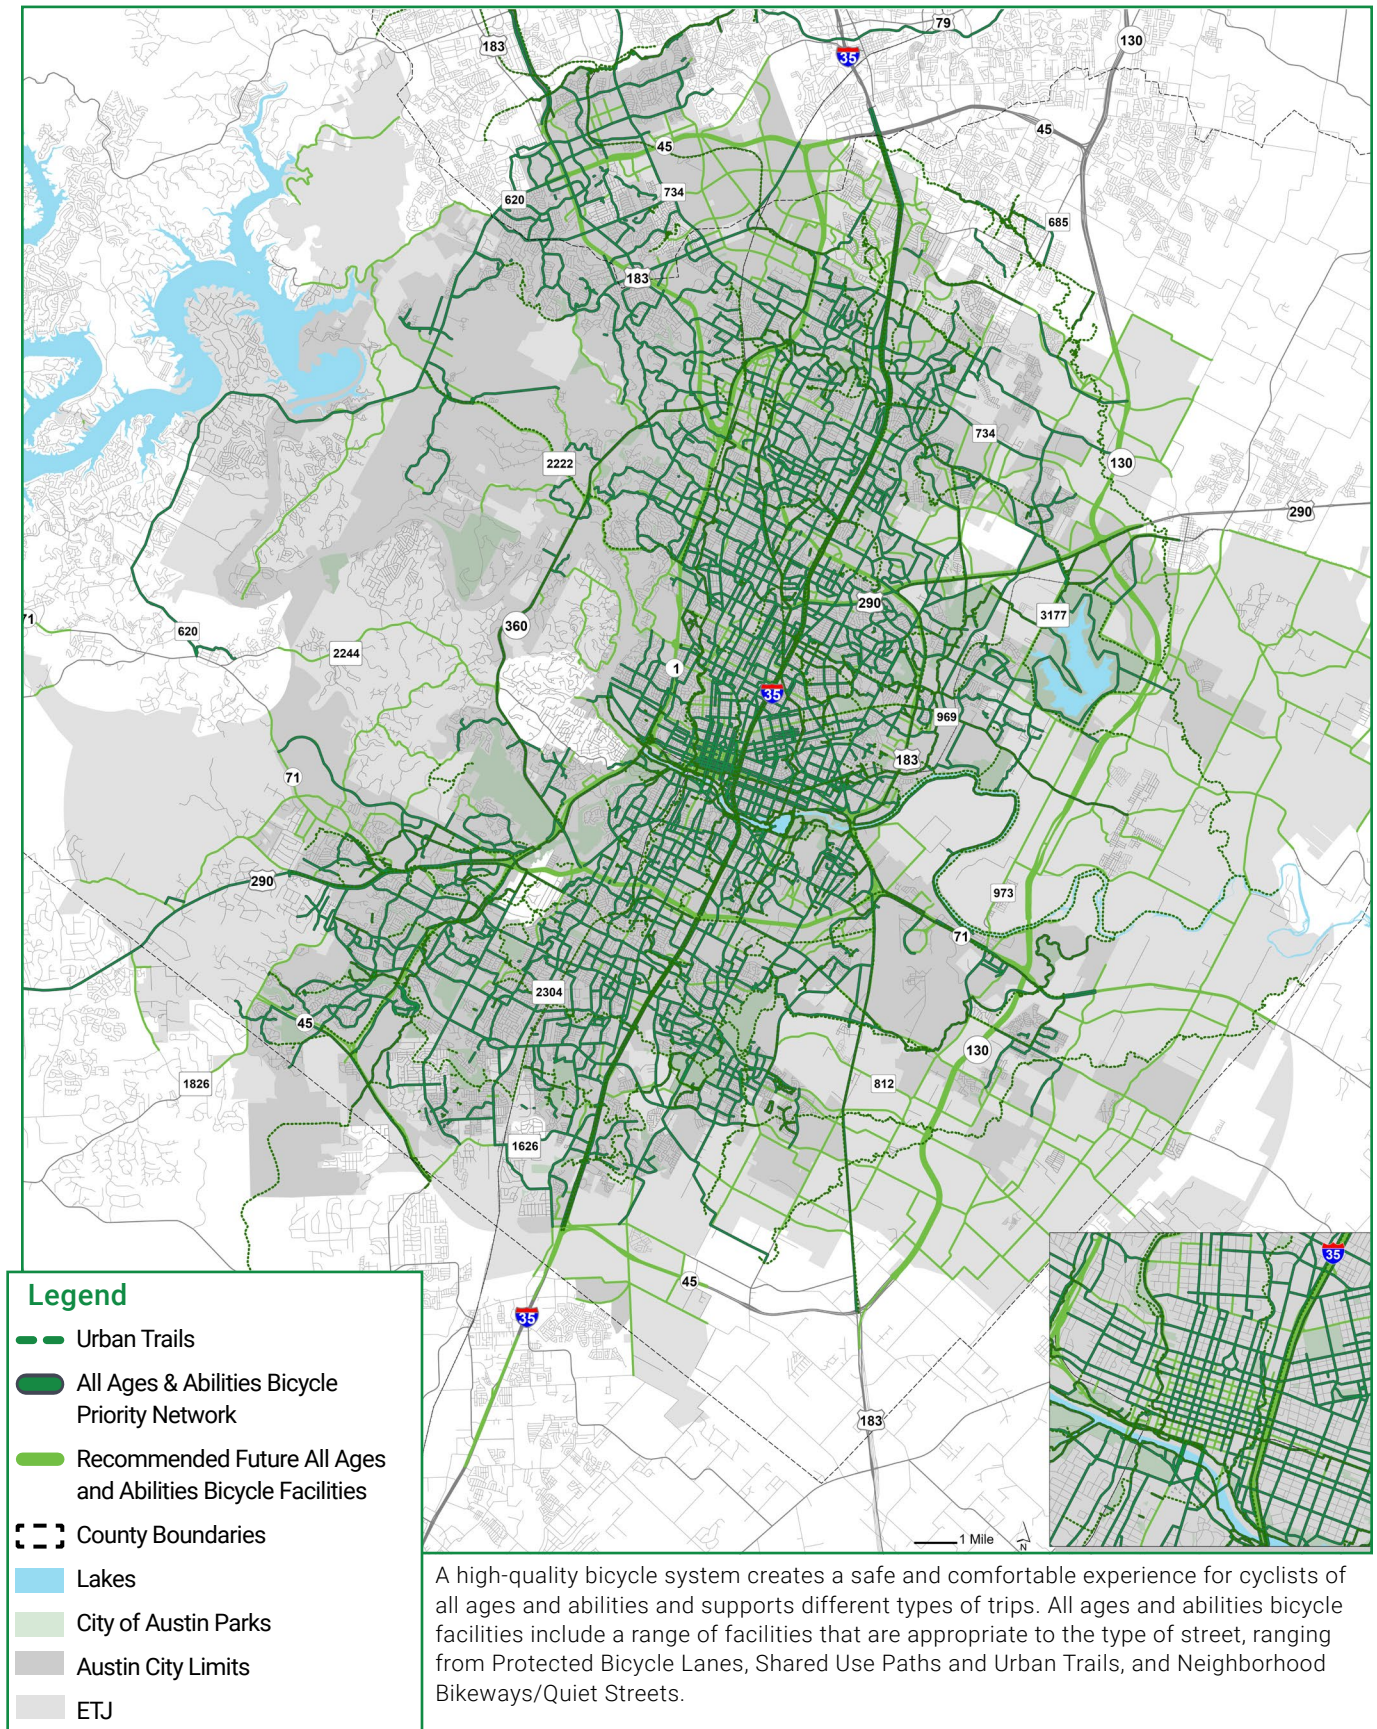 183
79
35
130
45
45
620
734
685
183
734
2222
130
290
290
3177
71
620
360
2244
1
35
969
183
71
290
973
71
2304
45
130
1826
812
1626
45
35
183
35
1 Mile
N
Legend
Urban Trails
All Ages & Abilities Bicycle
Priority Network
Recommended Future All Ages
and Abilities Bicycle Facilities
County Boundaries
Lakes
City of Austin Parks
Austin City Limits
ETJ
A high-quality bicycle system creates a safe and comfortable experience for cyclists of
all ages and abilities and supports different types of trips. All ages and abilities bicycle
facilities include a range of facilities that are appropriate to the type of street, ranging
from Protected Bicycle Lanes, Shared Use Paths and Urban Trails, and Neighborhood
Bikeways/Quiet Streets.